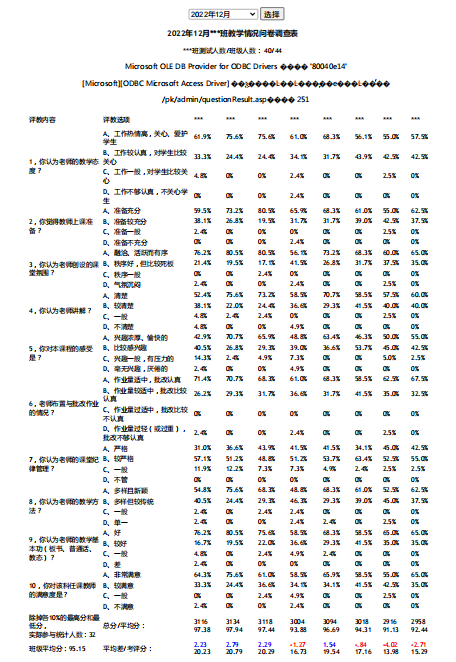 2022年12月 选择
2022年12月***班教学情况问卷调查表
***班测试人数/班级人数：40/44
Microsoft OLE DB Provider for ODBC Drivers ���� '80040e14'
[Microsoft][ODBC Microsoft Access Driver]
/pk/admin/questionResult.asp���� 251
评教内容 评教选项 *** *** *** *** *** *** *** ***
1，你认为老师的教学态度？
A、工作热情高，关心、爱护学生 61.9% 75.6% 75.6% 61.0% 68.3% 56.1% 55.0% 57.5%
B、工作较认真，对学生比较关心 33.3% 24.4% 24.4% 34.1% 31.7% 43.9% 42.5% 42.5%
C、工作一般，对学生比较关心 4.8% 0% 0% 2.4% 0% 0% 2.5% 0%
D、工作不够认真，不关心学生 0% 0% 0% 2.4% 0% 0% 0% 0%
2，你觉得教师上课准备？
A、准备充分 59.5% 73.2% 80.5% 65.9% 68.3% 61.0% 55.0% 62.5%
B、准备较充分 38.1% 26.8% 19.5% 31.7% 31.7% 39.0% 42.5% 37.5%
C、准备一般 2.4% 0% 0% 0% 0% 0% 2.5% 0%
D、准备不充分 0% 0% 0% 2.4% 0% 0% 0% 0%
3，你认为老师创设的课堂氛围？
A、融洽、活跃而有序 76.2% 80.5% 80.5% 56.1% 73.2% 68.3% 60.0% 65.0%
B、秩序好，但比较死板 21.4% 19.5% 17.1% 41.5% 26.8% 31.7% 37.5% 35.0%
C、秩序一般 0% 0% 2.4% 0% 0% 0% 0% 0%
D、气氛沉闷 2.4% 0% 0% 2.4% 0% 0% 2.5% 0%
4，你认为老师讲解？
A、清楚 52.4% 75.6% 73.2% 58.5% 70.7% 58.5% 57.5% 60.0%
B、较清楚 38.1% 22.0% 24.4% 36.6% 29.3% 41.5% 40.0% 40.0%
C、一般 4.8% 2.4% 2.4% 0% 0% 0% 2.5% 0%
D、不清楚 4.8% 0% 0% 4.9% 0% 0% 0% 0%
5，你对本课程的感受是？
A、兴趣浓厚、愉快的 42.9% 70.7% 65.9% 48.8% 63.4% 46.3% 50.0% 55.0%
B、比较感兴趣 40.5% 26.8% 29.3% 39.0% 36.6% 53.7% 45.0% 42.5%
C、兴趣一般，有压力的 14.3% 2.4% 4.9% 7.3% 0% 0% 5.0% 2.5%
D、毫无兴趣，厌倦的 2.4% 0% 0% 4.9% 0% 0% 0% 0%
6，老师布置与批改作业的情况？
A、作业量适中，批改认真 71.4% 70.7% 68.3% 61.0% 68.3% 58.5% 62.5% 67.5%
B、作业量较适中，批改比较认真 26.2% 29.3% 31.7% 36.6% 31.7% 41.5% 35.0% 32.5%
C、作业量过适中，批改比较不认真 0% 0% 0% 0% 0% 0% 0% 0%
D、作业量过轻（或过重），批改不够认真 2.4% 0% 0% 2.4% 0% 0% 2.5% 0%
7，你认为老师的课堂纪律管理？
A、严格 31.0% 36.6% 43.9% 41.5% 41.5% 34.1% 45.0% 42.5%
B、较严格 57.1% 51.2% 48.8% 51.2% 53.7% 63.4% 52.5% 55.0%
C、一般 11.9% 12.2% 7.3% 7.3% 4.9% 2.4% 2.5% 2.5%
D、不管 0% 0% 0% 0% 0% 0% 0% 0%
8，你认为老师的教学方法？
A、多样且新颖 54.8% 75.6% 68.3% 48.8% 68.3% 61.0% 52.5% 62.5%
B、多样但较传统 40.5% 24.4% 29.3% 46.3% 29.3% 39.0% 45.0% 37.5%
C、一般 2.4% 0% 2.4% 2.4% 0% 0% 0% 0%
D、单一 2.4% 0% 0% 2.4% 2.4% 0% 2.5% 0%
9，你认为老师的教学基本功（板书、普通话、教态）？
A、好 76.2% 80.5% 75.6% 58.5% 68.3% 58.5% 65.0% 65.0%
B、较好 16.7% 19.5% 22.0% 36.6% 29.3% 41.5% 35.0% 35.0%
C、一般 4.8% 0% 2.4% 4.9% 2.4% 0% 0% 0%
D、差 2.4% 0% 0% 0% 0% 0% 0% 0%
10，你对该科任课教师的满意度是？
A、非常满意 64.3% 75.6% 61.0% 58.5% 65.9% 58.5% 55.0% 65.0%
B、较满意 33.3% 24.4% 36.6% 34.1% 34.1% 41.5% 42.5% 35.0%
C、一般 0% 0% 2.4% 4.9% 0% 0% 2.5% 0%
D、不满意 2.4% 0% 0% 2.4% 0% 0% 0% 0%
除掉各10%的最高分和最低分，
实际参与统计人数：32
总分/平均分： 3116 3134 3118 3004 3094 3018 2916 2958
97.38 97.94 97.44 93.88 96.69 94.31 91.13 92.44
班级平均分：95.15 平均差/考评分： 2.23 2.79 2.29 -1.27 1.54 -.84 -4.02 -2.71
20.23 20.79 20.29 16.73 19.54 17.16 13.98 15.29